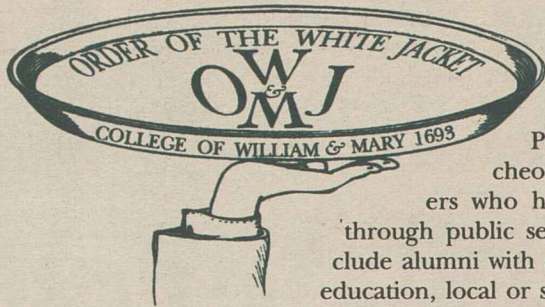 ORDER OF THE WHITE JACKET
O W & M J
COLLEGE OF WILLIAM & MARY 1693
P
cheo
ers who h
through public se
clude alumni with
education, local or s